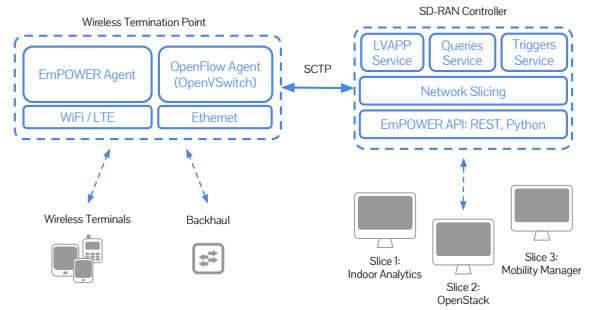 Wireless Termination Point
EmPOWER Agent
OpenFlow Agent
(OpenVSwitch)
WiFi / LTE
Ethernet
SCTP
SD-RAN Controller
LVAPP
Service
Queries
Service
Triggers
Service
Network Slicing
EmPOWER API: REST, Python
Wireless Terminals
Backhaul
Slice 1:
Indoor Analytics
Slice 2:
OpenStack
Slice 3:
Mobility Manager